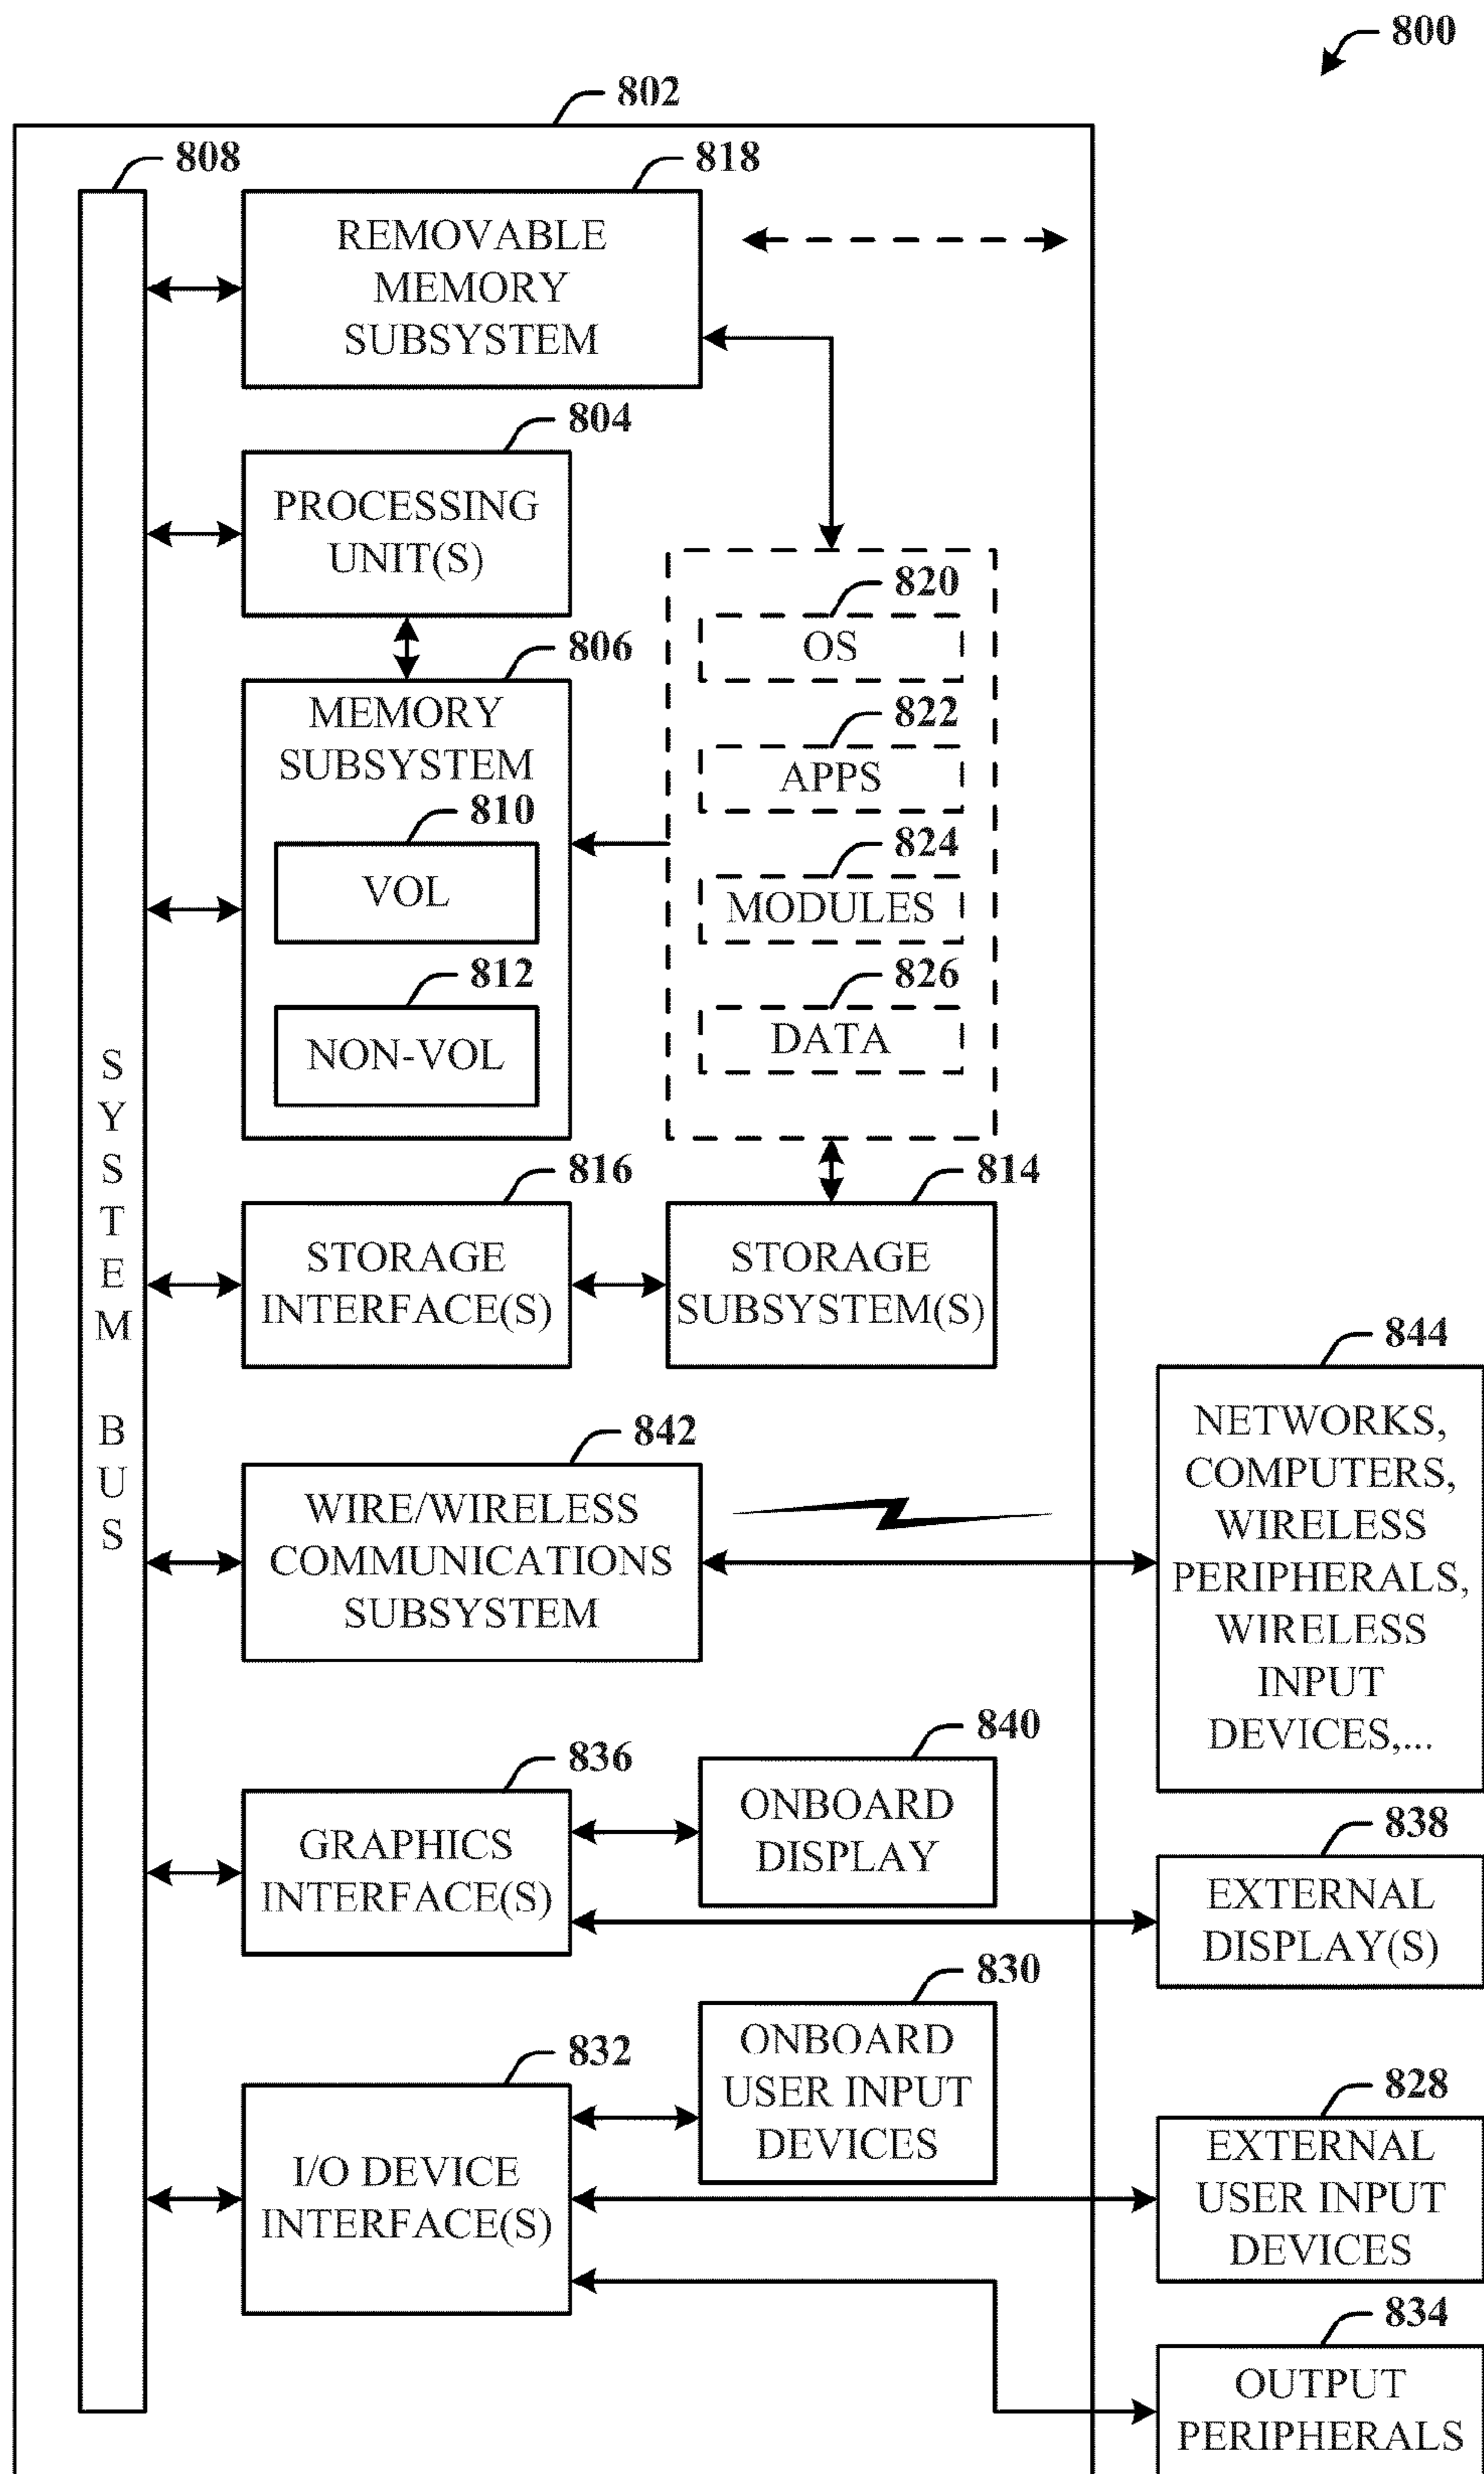 800
802
808
818
REMOVABLE
MEMORY
SUBSYSTEM
804
PROCESSING
UNIT(S)
806
MEMORY
SUBSYSTEM
810
VOL
812
NON-VOL
820
OS
822
APPS
824
MODULES
826
DATA
SYSTEM BUS
816
STORAGE
INTERFACE(S)
814
STORAGE
SUBSYSTEM(S)
842
WIRE/WIRELESS
COMMUNICATIONS
SUBSYSTEM
844
NETWORKS,
COMPUTERS,
WIRELESS
PERIPHERALS,
WIRELESS
INPUT
DEVICES,...
836
GRAPHICS
INTERFACE(S)
840
ONBOARD
DISPLAY
838
EXTERNAL
DISPLAY(S)
832
I/O DEVICE
INTERFACE(S)
830
ONBOARD
USER INPUT
DEVICES
828
EXTERNAL
USER INPUT
DEVICES
834
OUTPUT
PERIPHERALS